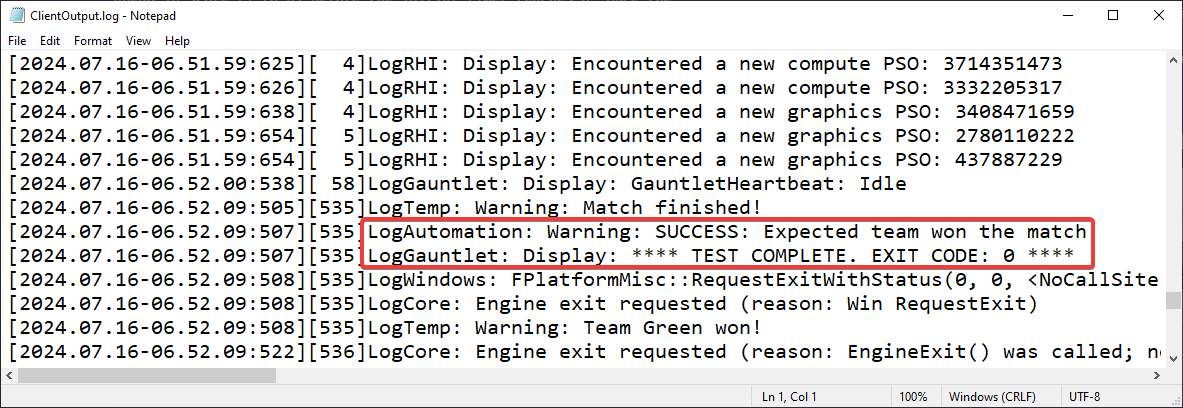 ClientOutput.log - Notepad
File Edit Format View Help
[2024.07.16-06.51.59:625][  4]LogRHI: Display: Encountered a new compute PSO: 3714351473
[2024.07.16-06.51.59:626][  4]LogRHI: Display: Encountered a new compute PSO: 3332205317
[2024.07.16-06.51.59:638][  4]LogRHI: Display: Encountered a new graphics PSO: 3408471659
[2024.07.16-06.51.59:654][  5]LogRHI: Display: Encountered a new graphics PSO: 2780110222
[2024.07.16-06.51.59:654][  5]LogRHI: Display: Encountered a new graphics PSO: 437887229
[2024.07.16-06.52.00:538][ 58]LogGauntlet: Display: GauntletHeartbeat: Idle
[2024.07.16-06.52.09:505][535]LogTemp: Warning: Match finished!
[2024.07.16-06.52.09:507][535]LogAutomation: Warning: SUCCESS: Expected team won the match
[2024.07.16-06.52.09:507][535]LogGauntlet: Display: **** TEST COMPLETE. EXIT CODE: 0 ****
[2024.07.16-06.52.09:508][535]LogWindows: FPlatformMisc::RequestExitWithStatus(0, 0, <NoCallSite
[2024.07.16-06.52.09:508][535]LogCore: Engine exit requested (reason: Win RequestExit)
[2024.07.16-06.52.09:508][535]LogTemp: Warning: Team Green won!
[2024.07.16-06.52.09:522][536]LogCore: Engine exit requested (reason: EngineExit() was called; no
Ln 1, Col 1 100% Windows (CRLF) UTF-8